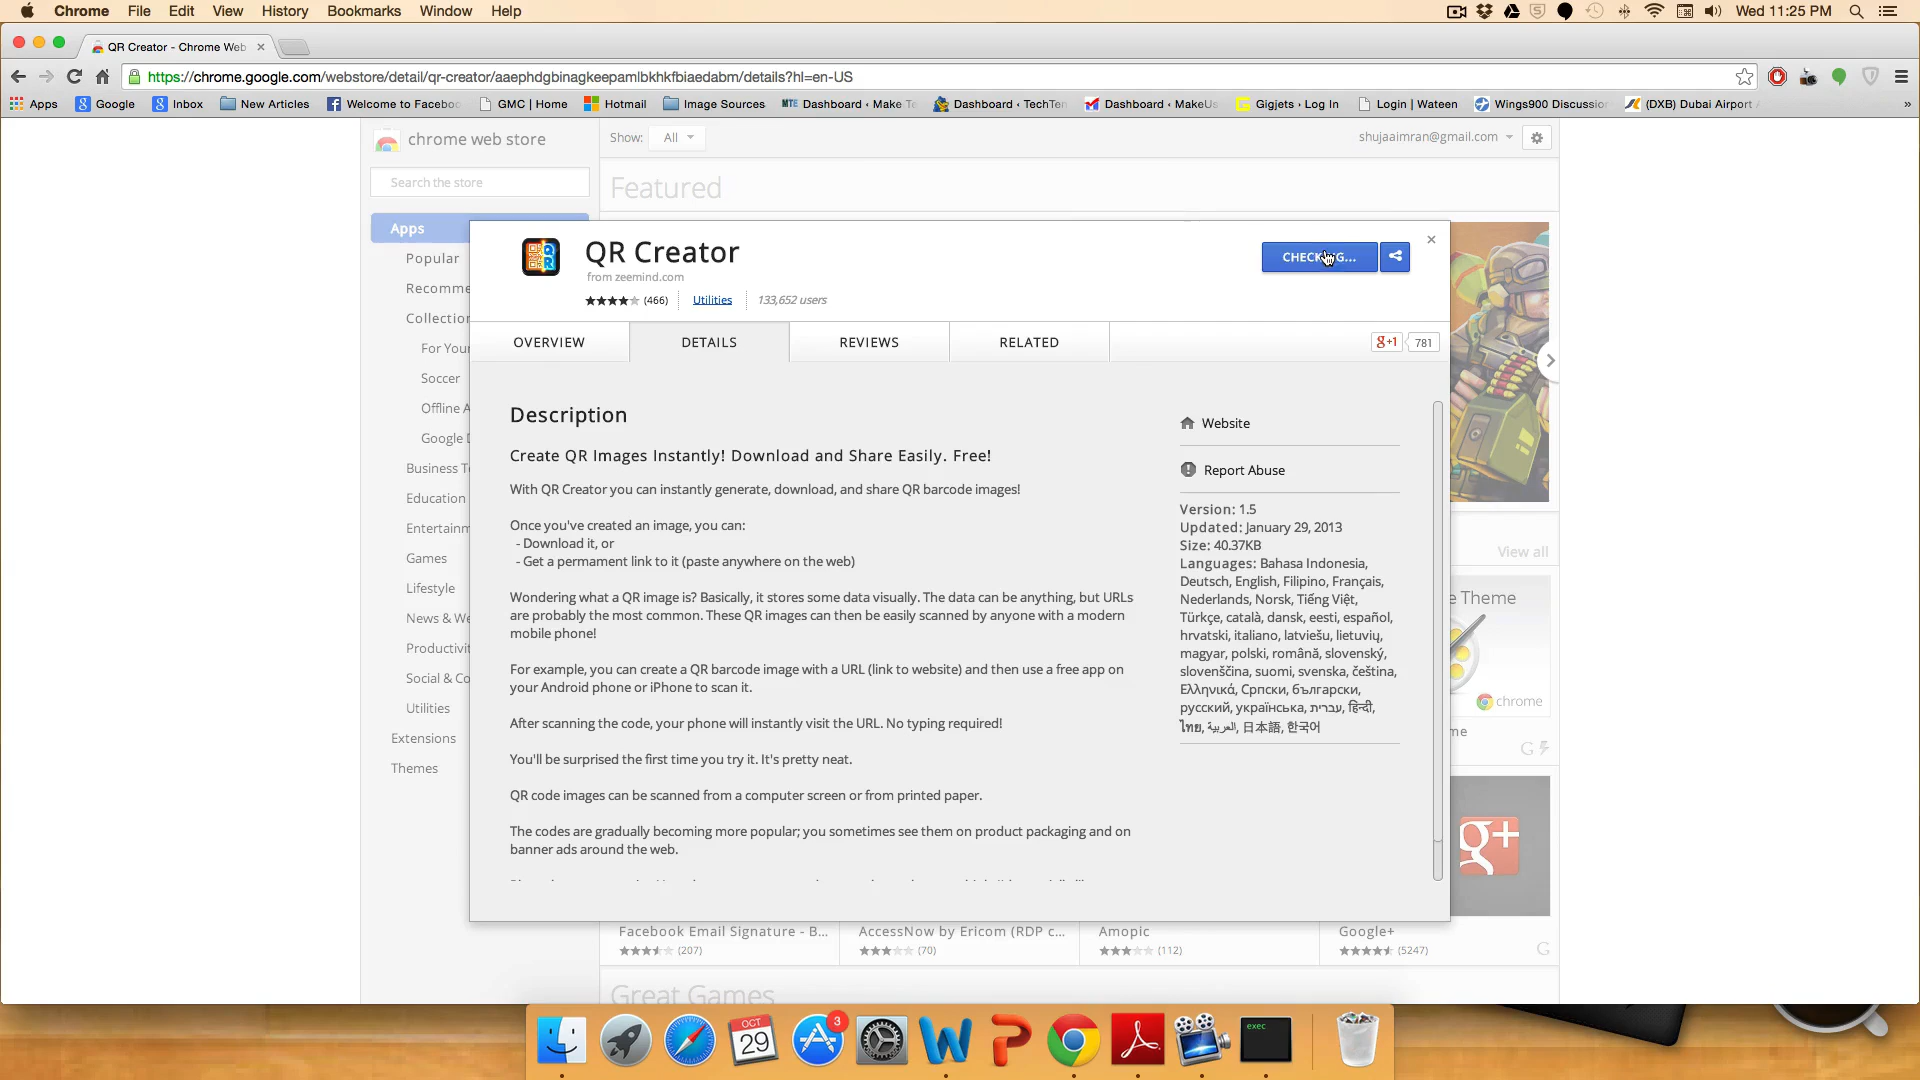 Chrome File Edit View History Bookmarks Window Help Wed 11:25 PM
QR Creator - Chrome Web
https://chrome.google.com/webstore/detail/qr-creator/aaephdgbinagkeepamlbkhkfbiaedabm/details?hl=en-US
Apps Google Inbox New Articles Welcome to Facebo GMC | Home Hotmail Image Sources MTE Dashboard ‹ Make Te Dashboard ‹ TechTe Dashboard ‹ MakeUs Gigjets › Log In Login | Wateen Wings900 Discussio (DXB) Dubai Airport »
chrome web store Show: All shujaaimran@gmail.com
Search the store
Featured
Apps
Popular
Recomme
Collection
For Your
Soccer
Offline A
Google D
Business T
Education
Entertainm
Games
Lifestyle
News & We
Productivit
Social & Co
Utilities
Extensions
Themes
QR Creator
CHECKING...
from zeemind.com
(466) Utilities 133,652 users
OVERVIEW DETAILS REVIEWS RELATED
g+1 781
Description
Create QR Images Instantly! Download and Share Easily. Free!
With QR Creator you can instantly generate, download, and share QR barcode images!
Once you've created an image, you can:
- Download it, or
- Get a permament link to it (paste anywhere on the web)
Wondering what a QR image is? Basically, it stores some data visually. The data can be anything, but URLs
are probably the most common. These QR images can then be easily scanned by anyone with a modern
mobile phone!
For example, you can create a QR barcode image with a URL (link to website) and then use a free app on
your Android phone or iPhone to scan it.
After scanning the code, your phone will instantly visit the URL. No typing required!
You'll be surprised the first time you try it. It's pretty neat.
QR code images can be scanned from a computer screen or from printed paper.
The codes are gradually becoming more popular; you sometimes see them on product packaging and on
banner ads around the web.
Website
Report Abuse
Version: 1.5
Updated: January 29, 2013
Size: 40.37KB
Languages: Bahasa Indonesia,
Deutsch, English, Filipino, Français,
Nederlands, Norsk, Tiếng Việt,
Türkçe, català, dansk, eesti, español,
hrvatski, italiano, latviešu, lietuvių,
magyar, polski, română, slovenský,
slovenščina, suomi, svenska, čeština,
Ελληνικά, Српски, български,
русский, українська, עברית, हिन्दी,
ไทย, العربية, 日本語, 한국어
View all
e Theme
chrome
me
g+
Facebook Email Signature - B... AccessNow by Ericom (RDP c... Amopic Google+
(207) (70) (112) (5247)
Great Games
OCT
29
3
exec